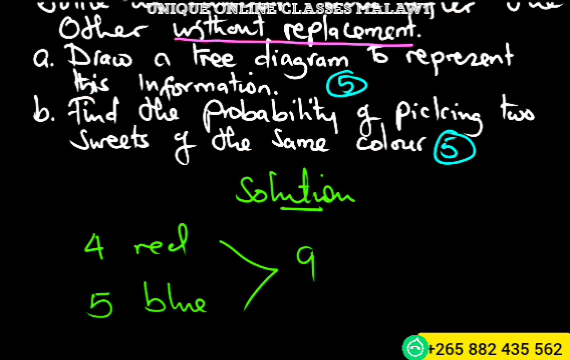 UNIQUE ONLINE CLASSES MALAWI
Other without replacement.
a. Draw a tree diagram to represent
this information. 5
b. Find the probability of picking two
sweets of the same colour 5
Solution
4 red
9
5 blue
+265 882 435 562